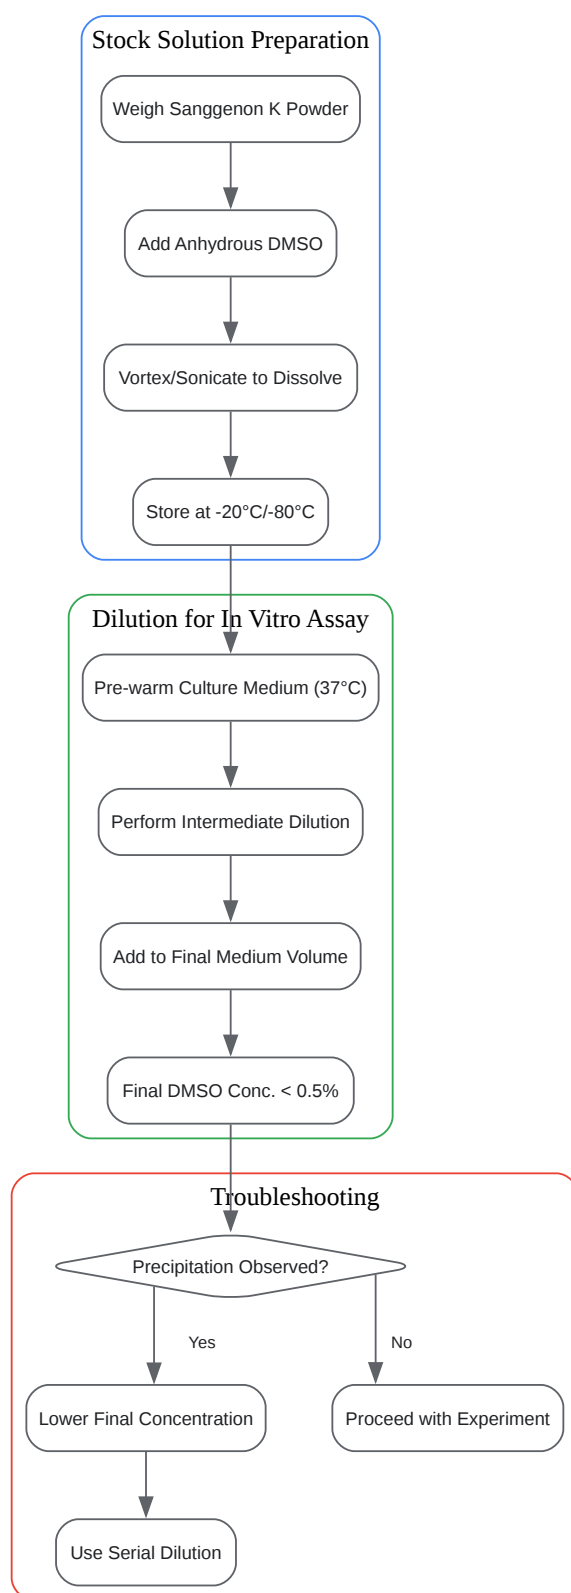 Stock Solution Preparation
Weigh Sanggenon K Powder
Add Anhydrous DMSO
Vortex/Sonicate to Dissolve
Store at -20°C/-80°C
Dilution for In Vitro Assay
Pre-warm Culture Medium (37°C)
Perform Intermediate Dilution
Add to Final Medium Volume
Final DMSO Conc. < 0.5%
Troubleshooting
Precipitation Observed?
Yes
No
Lower Final Concentration
Proceed with Experiment
Use Serial Dilution